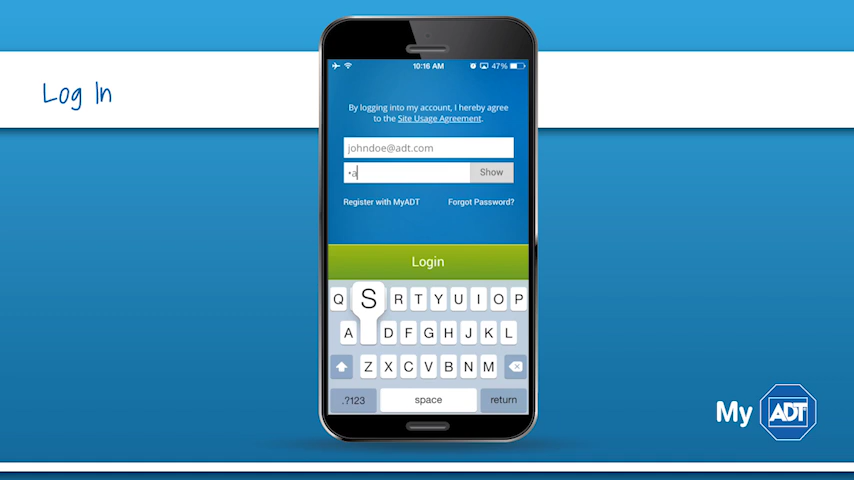 Log In
10:16 AM
47%
By logging into my account, I hereby agree
to the Site Usage Agreement.
johndoe@adt.com
•a
Show
Register with MyADT
Forgot Password?
Login
Q S R T Y U I O P
A D F G H J K L
Z X C V B N M
.?123 space return
My ADT